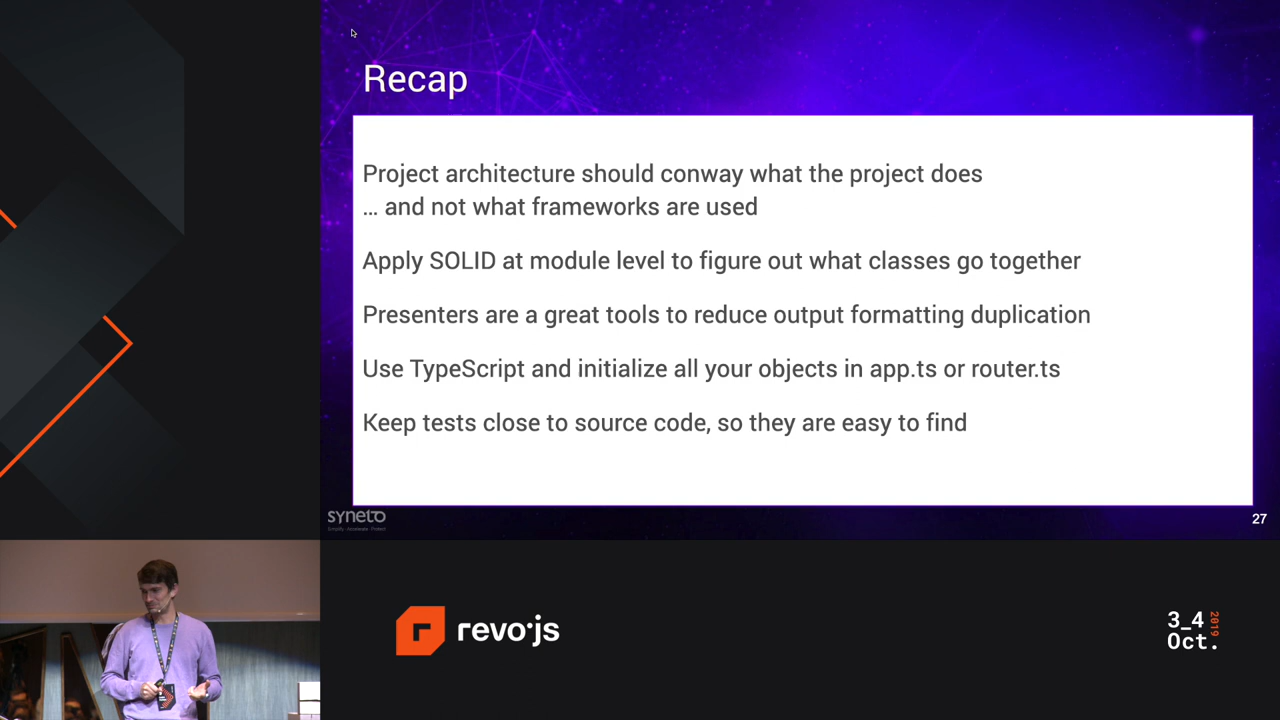 Recap
Project architecture should conway what the project does
... and not what frameworks are used
Apply SOLID at module level to figure out what classes go together
Presenters are a great tools to reduce output formatting duplication
Use TypeScript and initialize all your objects in app.ts or router.ts
Keep tests close to source code, so they are easy to find
syneto
27
r revo·js
3_4 2019
Oct.